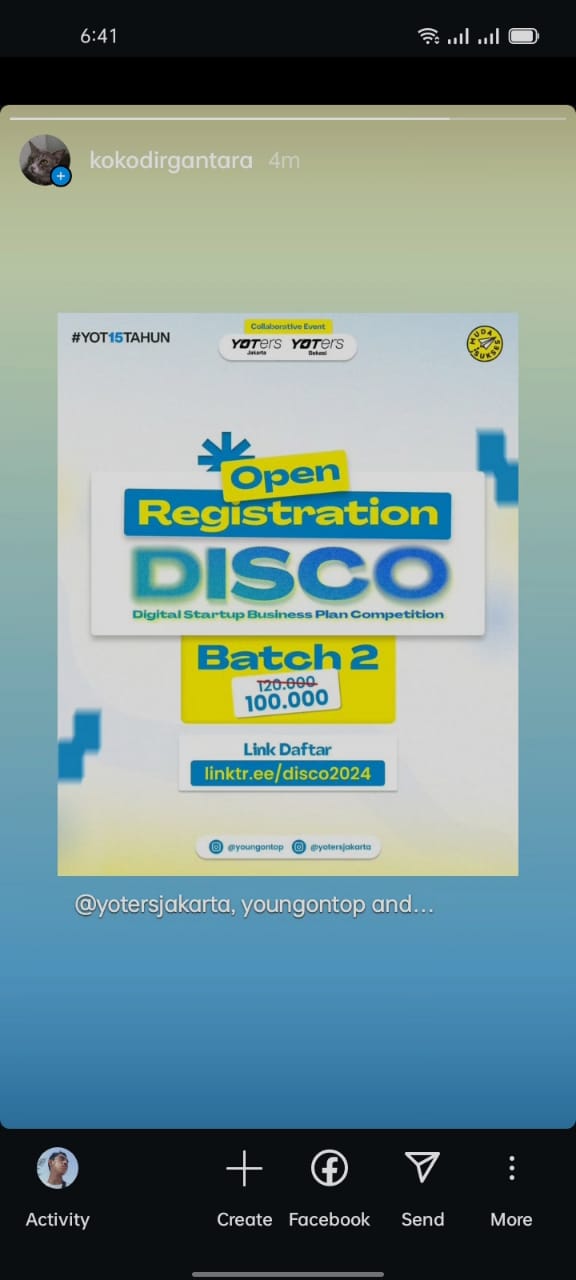 6:41
kokodirgantara 4m
#YOT15TAHUN
Collaborative Event
YOTers Jakarta YOTers Bekasi
MUDA SUKSES
Open
Registration
DISCO
Digital Startup Business Plan Competition
Batch 2
120.000
100.000
Link Daftar
linktr.ee/disco2024
@youngontop @yotersjakarta
@yotersjakarta, youngontop and...
Activity Create Facebook Send More